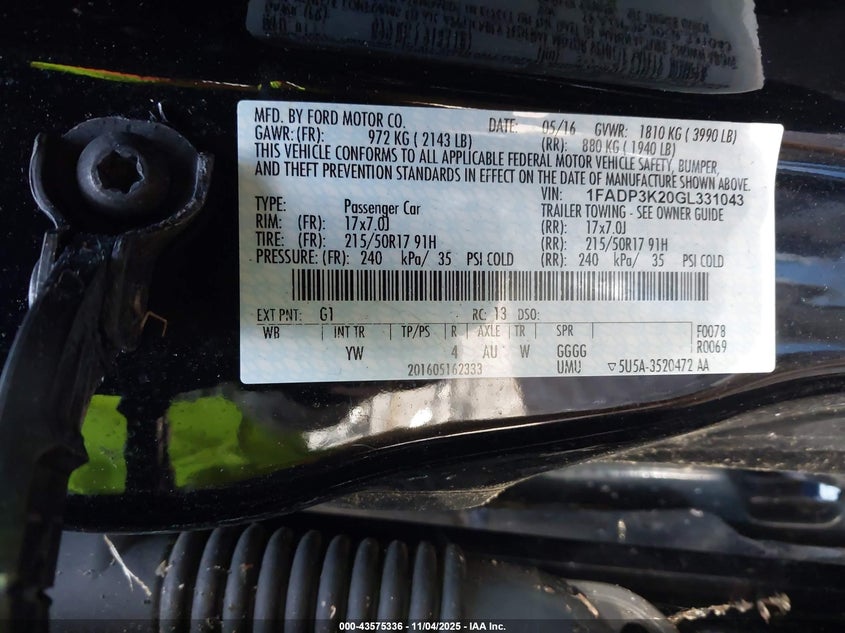 MFD. BY FORD MOTOR CO. DATE: 05/16 GVWR: 1810 KG ( 3990 LB)
GAWR:(FR): 972 KG ( 2143 LB) (RR): 880 KG ( 1940 LB)
THIS VEHICLE CONFORMS TO ALL APPLICABLE FEDERAL MOTOR VEHICLE SAFETY, BUMPER,
AND THEFT PREVENTION STANDARDS IN EFFECT ON THE DATE OF MANUFACTURE SHOWN ABOVE.
VIN: 1FADP3K20GL331043
TYPE: Passenger Car TRAILER TOWING - SEE OWNER GUIDE
RIM: (FR): 17x7.0J (RR): 17x7.0J
TIRE: (FR): 215/50R17 91H (RR): 215/50R17 91H
PRESSURE: (FR): 240 kPa/ 35 PSI COLD (RR): 240 kPa/ 35 PSI COLD
EXT PNT: G1 RC: 13 DSO:
WB INT TR TP/PS R AXLE TR SPR F0078
YW 4 AU W GGGG R0069
201605162333 UMU ▽5U5A-3520472 AA
000-43575336 - 11/04/2025 - IAA Inc.